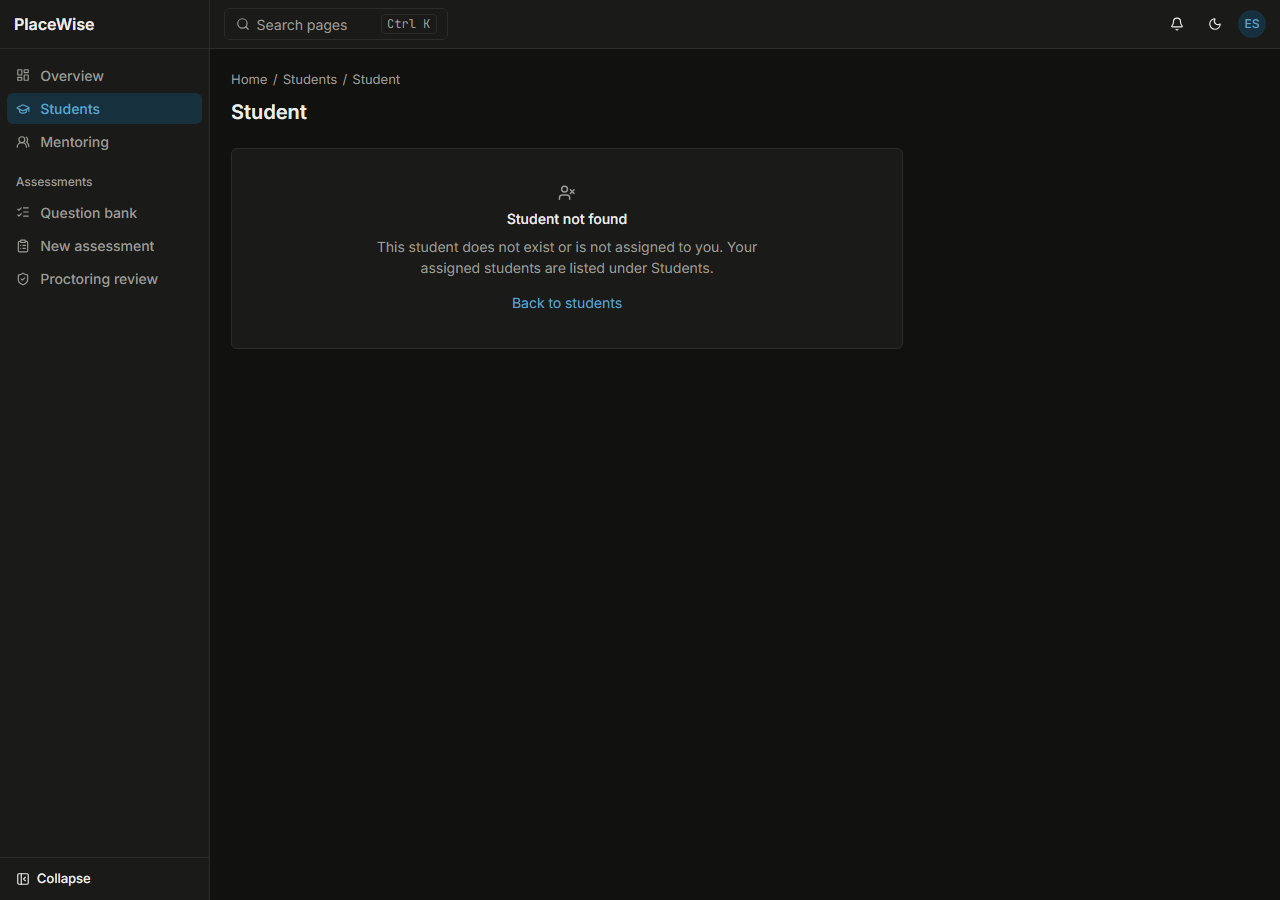 PlaceWise
Search pages
Ctrl K
ES
Overview
Students
Mentoring
Assessments
Question bank
New assessment
Proctoring review
Collapse
Home / Students / Student
Student
Student not found
This student does not exist or is not assigned to you. Your
assigned students are listed under Students.
Back to students